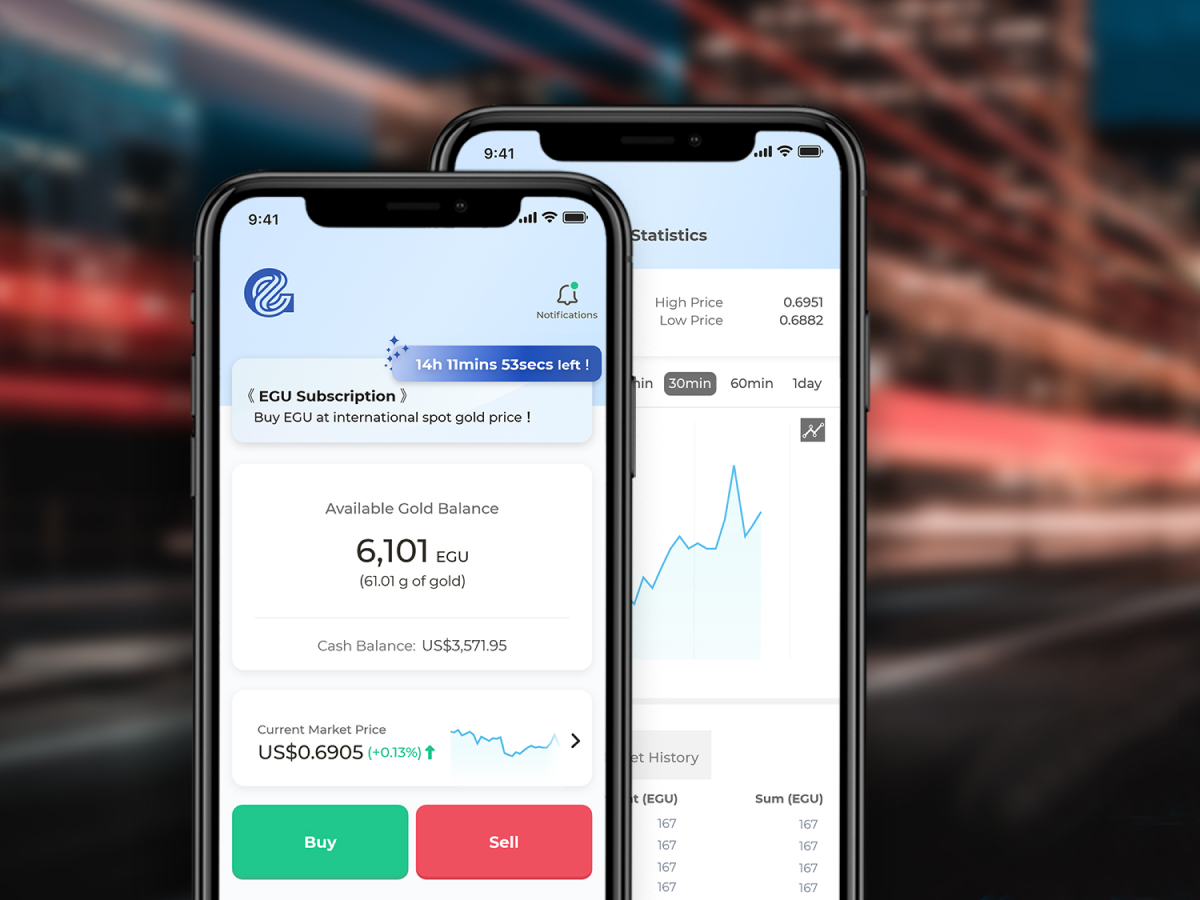 9:41
Notifications
14h 11mins 53secs left !
《 EGU Subscription 》
Buy EGU at international spot gold price !
Available Gold Balance
6,101 EGU
(61.01 g of gold)
Cash Balance: US$3,571.95
Current Market Price
US$0.6905 (+0.13%)
Buy
Sell
9:41
Statistics
High Price 0.6951
Low Price 0.6882
30min 60min 1day
History
(EGU) Sum (EGU)
167 167
167 167
167 167
167 167